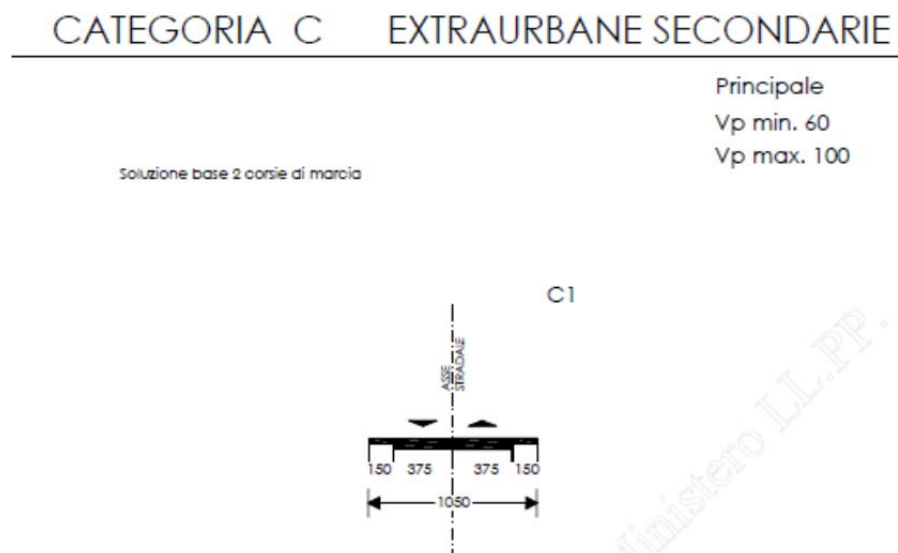 CATEGORIA C EXTRAURBANE SECONDARIE
Principale
Vp min. 60
Vp max. 100
Soluzione base 2 corsie di marcia
C1
ASSE
STRADALE
150 375 375 150
1050
Ministero LL.PP.